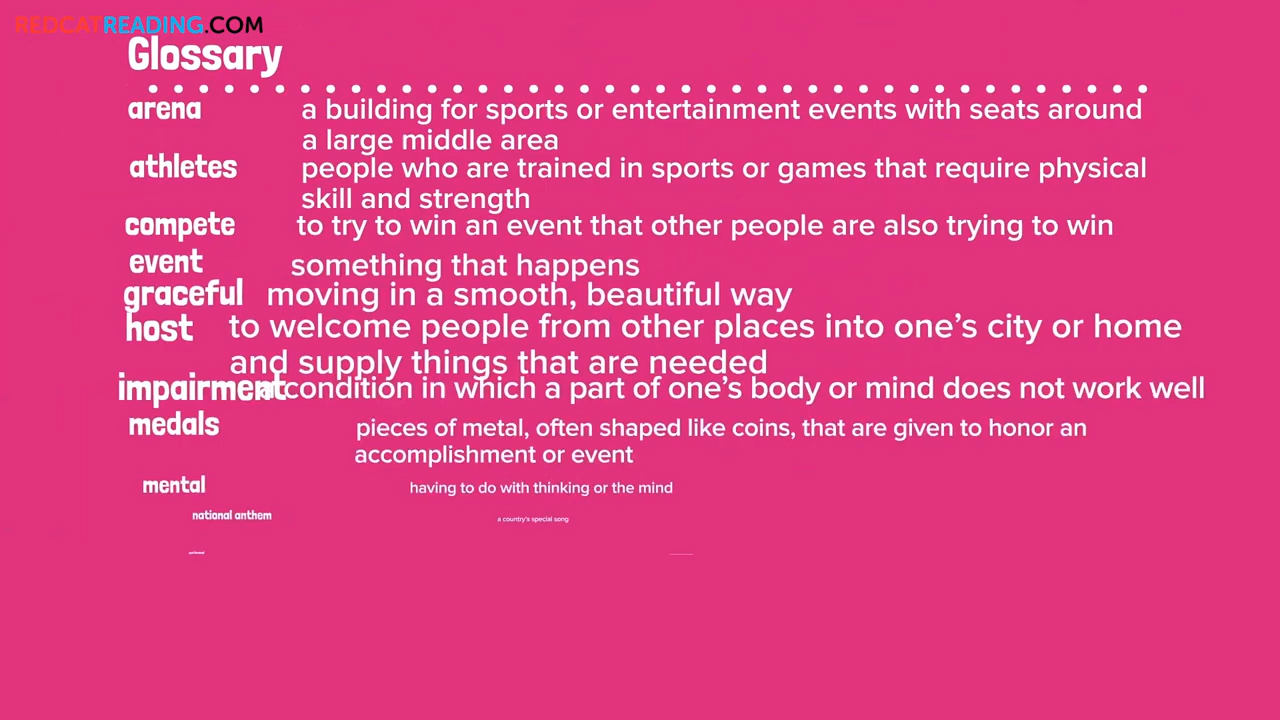 REDCATREADING.COM
Glossary
arena a building for sports or entertainment events with seats around
a large middle area
athletes people who are trained in sports or games that require physical
skill and strength
compete to try to win an event that other people are also trying to win
event something that happens
graceful moving in a smooth, beautiful way
host to welcome people from other places into one's city or home
and supply things that are needed
impairment a condition in which a part of one's body or mind does not work well
medals pieces of metal, often shaped like coins, that are given to honor an
accomplishment or event
mental having to do with thinking or the mind
national anthem a country's special song